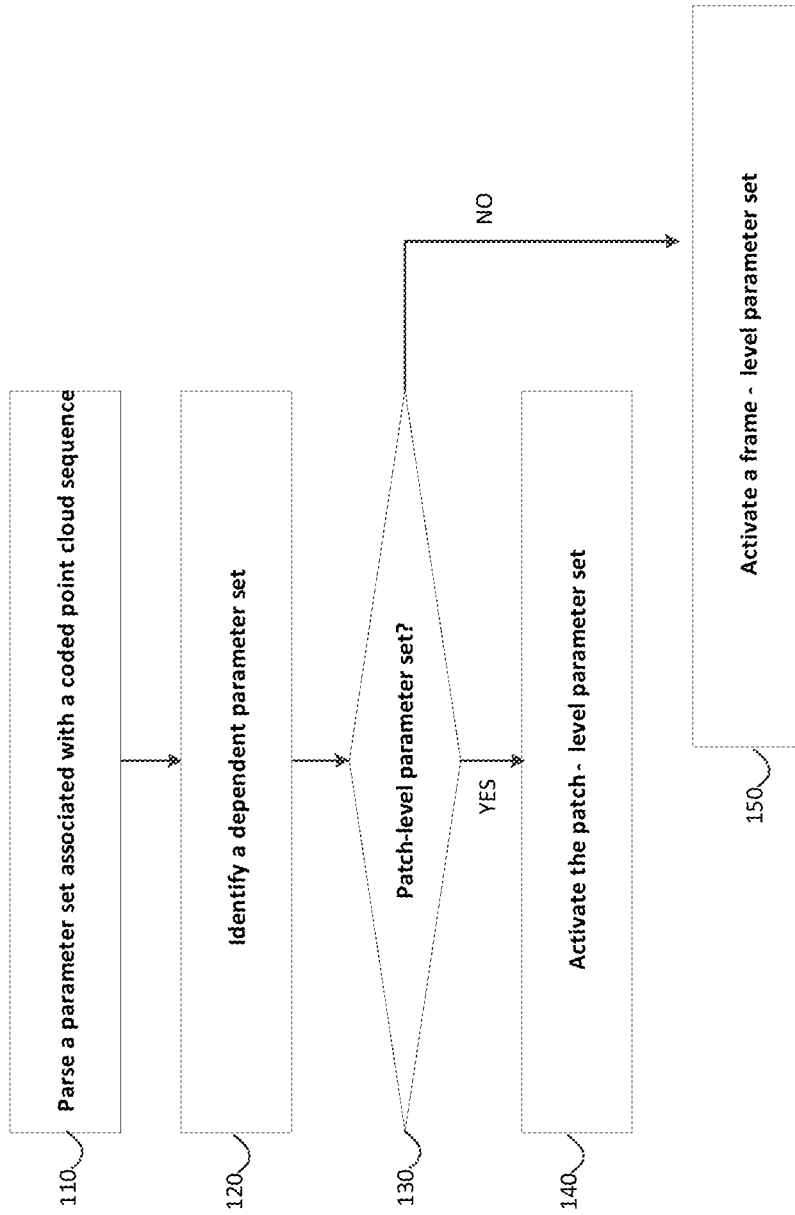 110
Parse a parameter set associated with a coded point cloud sequence
120
Identify a dependent parameter set
130
Patch-level parameter set?
YES
NO
140
Activate the patch - level parameter set
150
Activate a frame - level parameter set